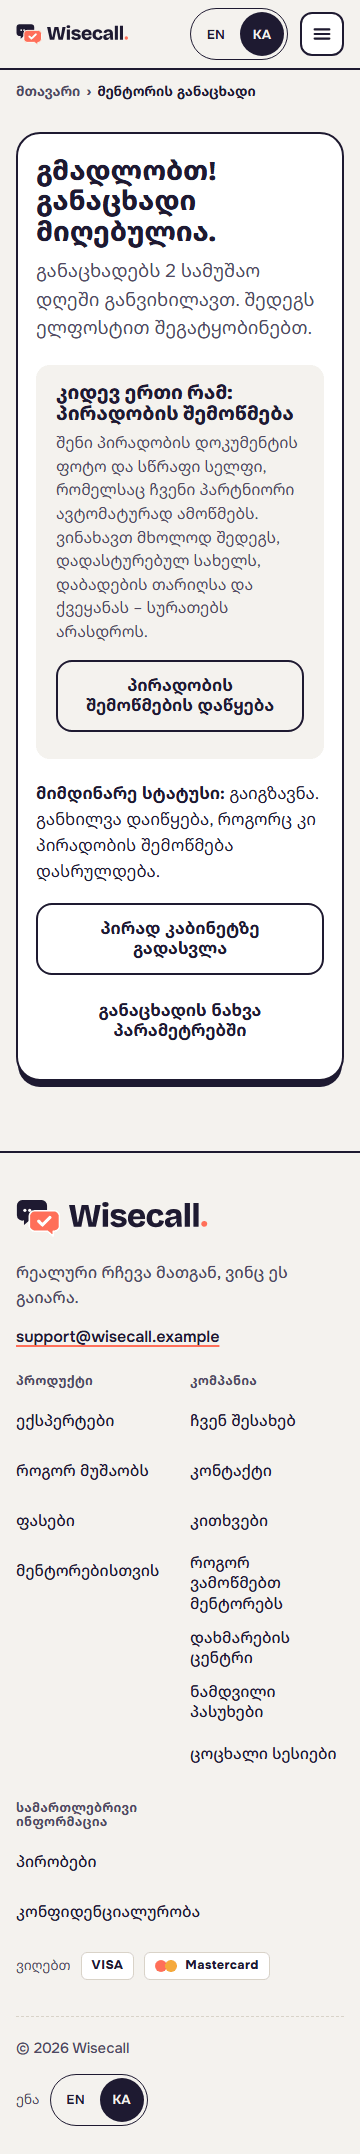 Wisecall.
EN KA
მთავარი › მენტორის განაცხადი
გმადლობთ!
განაცხადი
მიღებულია.
განაცხადებს 2 სამუშაო
დღეში განვიხილავთ. შედეგს
ელფოსტით შეგატყობინებთ.
კიდევ ერთი რამ:
პირადობის შემოწმება
შენი პირადობის დოკუმენტის
ფოტო და სწრაფი სელფი,
რომელსაც ჩვენი პარტნიორი
ავტომატურად ამოწმებს.
ვინახავთ მხოლოდ შედეგს,
დადასტურებულ სახელს,
დაბადების თარიღსა და
ქვეყანას – სურათებს
არასდროს.
პირადობის
შემოწმების დაწყება
მიმდინარე სტატუსი: გაიგზავნა.
განხილვა დაიწყება, როგორც კი
პირადობის შემოწმება
დასრულდება.
პირად კაბინეტზე
გადასვლა
განაცხადის ნახვა
პარამეტრებში
Wisecall.
რეალური რჩევა მათგან, ვინც ეს
გაიარა.
support@wisecall.example
პროდუქტი
ექსპერტები
როგორ მუშაობს
ფასები
მენტორებისთვის
კომპანია
ჩვენ შესახებ
კონტაქტი
კითხვები
როგორ
ვამოწმებთ
მენტორებს
დახმარების
ცენტრი
ნამდვილი
პასუხები
ცოცხალი სესიები
სამართლებრივი
ინფორმაცია
პირობები
კონფიდენციალურობა
ვიღებთ VISA Mastercard
© 2026 Wisecall
ენა EN KA